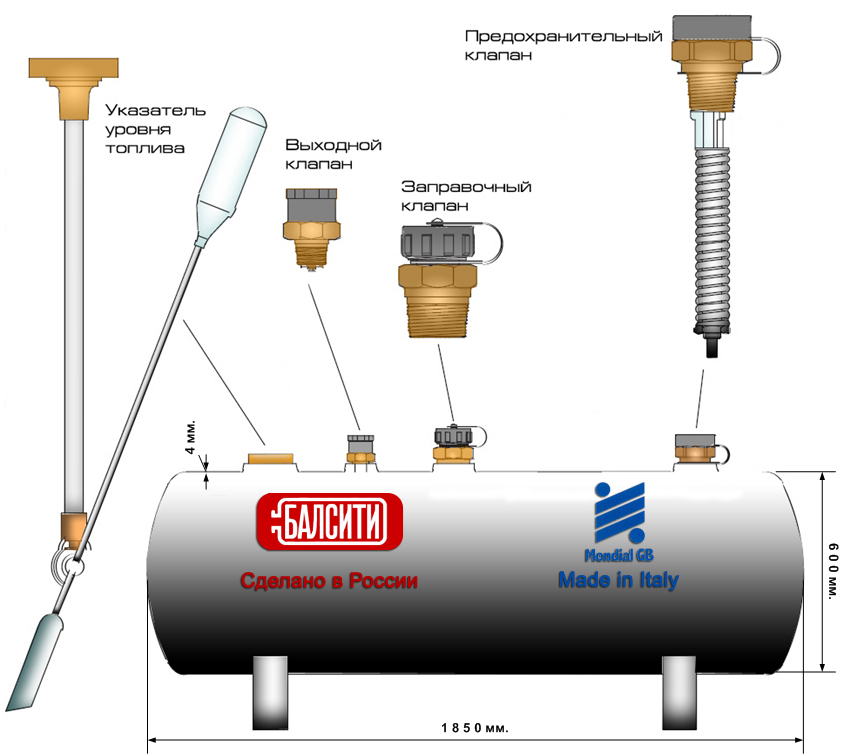 Предохранительный
клапан
Указатель
уровня
топлива
Выходной
клапан
Заправочный
клапан
4 мм.
БАЛСИТИ
Сделано в России
Mondial GB
Made in Italy
600 мм.
1850 мм.